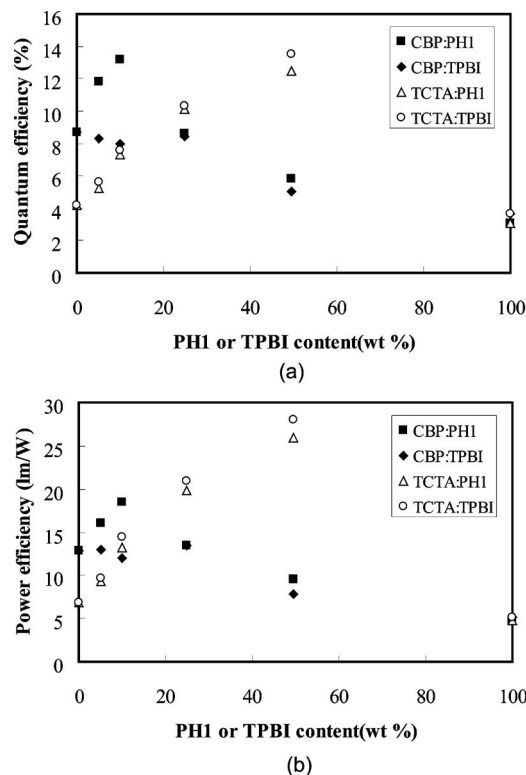 16
14
12
10
8
6
4
2
0
Quantum efficiency (%)
CBP:PH1
CBP:TPBI
TCTA:PH1
TCTA:TPBI
0 20 40 60 80 100
PH1 or TPBI content(wt %)
(a)
30
25
20
15
10
5
0
Power efficiency (lm/W)
CBP:PH1
CBP:TPBI
TCTA:PH1
TCTA:TPBI
0 20 40 60 80 100
PH1 or TPBI content(wt %)
(b)